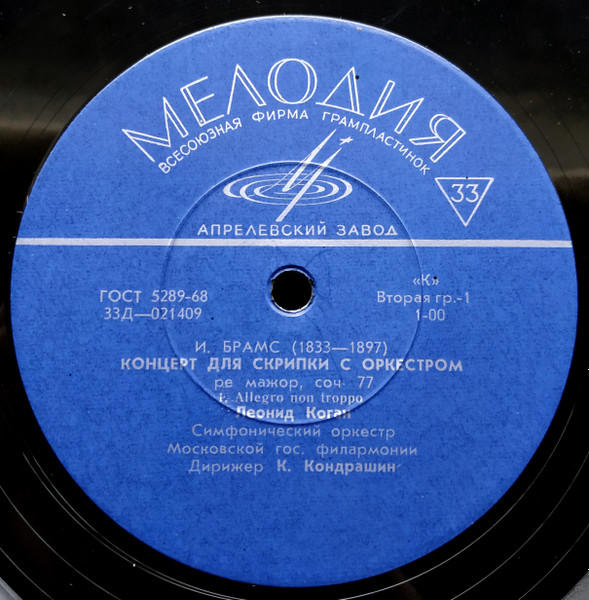 МЕЛОДИЯ
ВСЕСОЮЗНАЯ ФИРМА ГРАМПЛАСТИНОК
33
АПРЕЛЕВСКИЙ ЗАВОД
ГОСТ 5289-68
33Д—021409
«К»
Вторая гр.-1
1-00
И. БРАМС (1833—1897)
КОНЦЕРТ ДЛЯ СКРИПКИ С ОРКЕСТРОМ
ре мажор, соч. 77
1. Allegro non troppo
Леонид Коган
Симфонический оркестр
Московской гос. филармонии
Дирижер К. Кондрашин